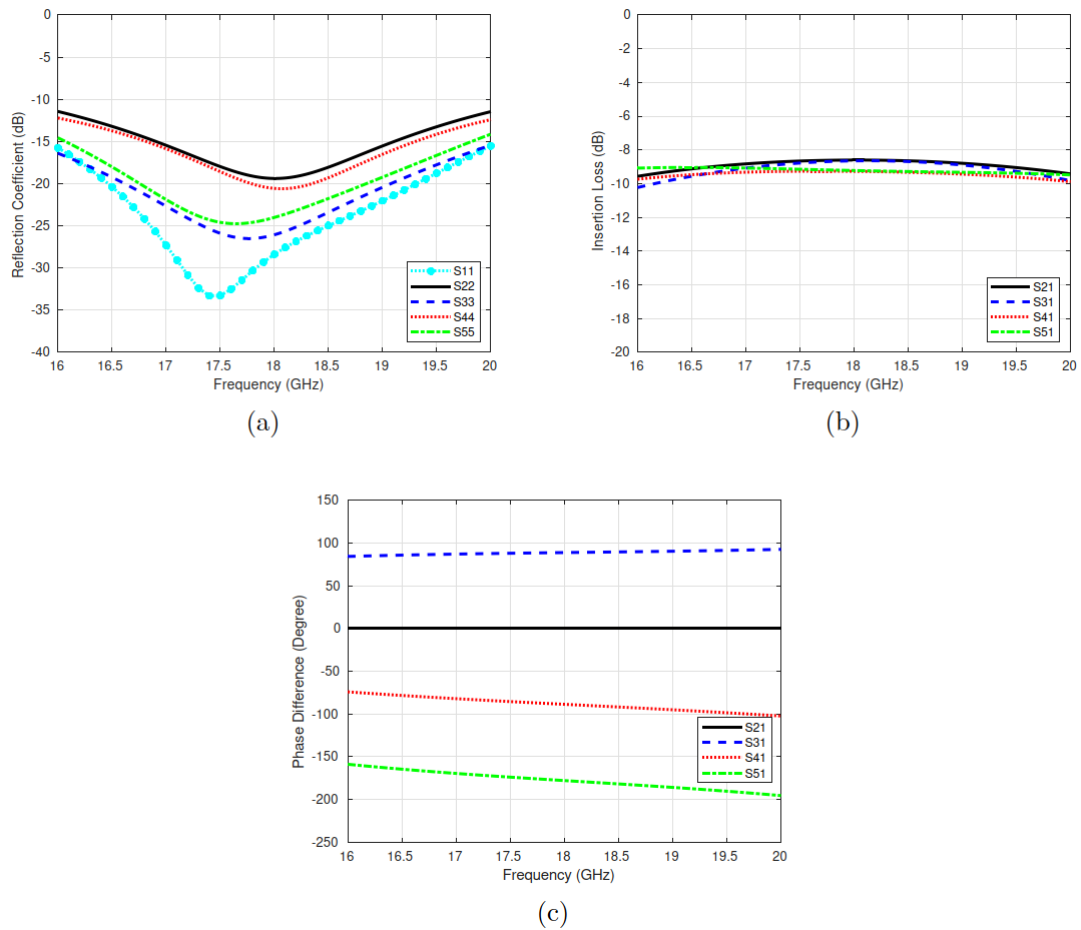 0
-5
-10
-15
-20
-25
-30
-35
-40
Reflection Coefficient (dB)
S11
S22
S33
S44
S55
16 16.5 17 17.5 18 18.5 19 19.5 20
Frequency (GHz)
(a)
0
-2
-4
-6
-8
-10
-12
-14
-16
-18
-20
Insertion Loss (dB)
S21
S31
S41
S51
16 16.5 17 17.5 18 18.5 19 19.5 20
Frequency (GHz)
(b)
150
100
50
0
-50
-100
-150
-200
-250
Phase Difference (Degree)
S21
S31
S41
S51
16 16.5 17 17.5 18 18.5 19 19.5 20
Frequency (GHz)
(c)